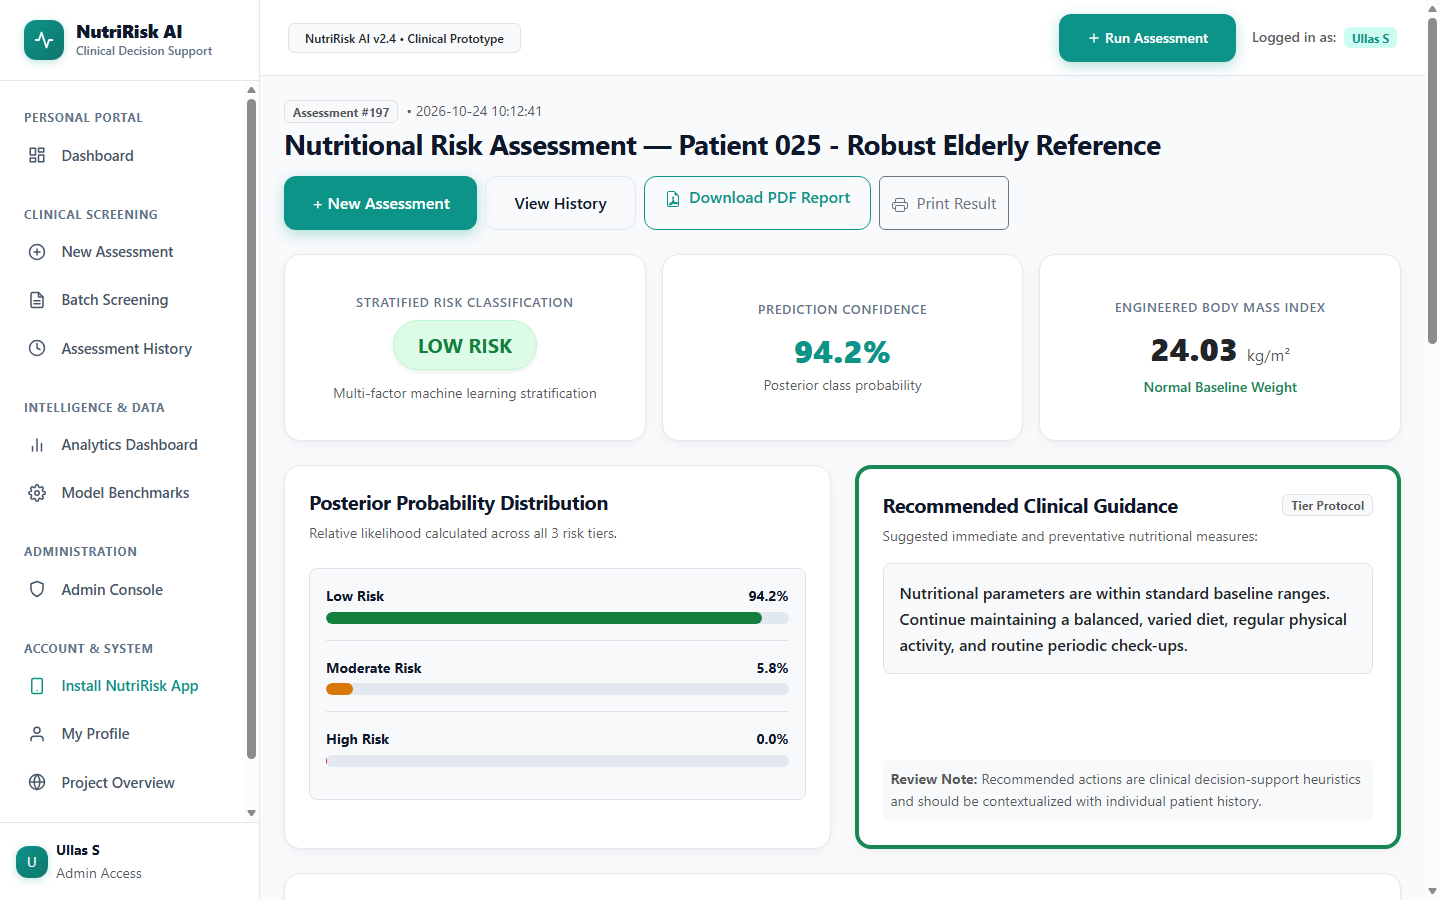 NutriRisk AI
Clinical Decision Support
NutriRisk AI v2.4 • Clinical Prototype
+ Run Assessment
Logged in as: Ullas S
PERSONAL PORTAL
Dashboard
CLINICAL SCREENING
New Assessment
Batch Screening
Assessment History
INTELLIGENCE & DATA
Analytics Dashboard
Model Benchmarks
ADMINISTRATION
Admin Console
ACCOUNT & SYSTEM
Install NutriRisk App
My Profile
Project Overview
U
Ullas S
Admin Access
Assessment #197 • 2026-10-24 10:12:41
Nutritional Risk Assessment — Patient 025 - Robust Elderly Reference
+ New Assessment
View History
Download PDF Report
Print Result
STRATIFIED RISK CLASSIFICATION
LOW RISK
Multi-factor machine learning stratification
PREDICTION CONFIDENCE
94.2%
Posterior class probability
ENGINEERED BODY MASS INDEX
24.03 kg/m²
Normal Baseline Weight
Posterior Probability Distribution
Relative likelihood calculated across all 3 risk tiers.
Low Risk 94.2%
Moderate Risk 5.8%
High Risk 0.0%
Recommended Clinical Guidance
Tier Protocol
Suggested immediate and preventative nutritional measures:
Nutritional parameters are within standard baseline ranges.
Continue maintaining a balanced, varied diet, regular physical
activity, and routine periodic check-ups.
Review Note: Recommended actions are clinical decision-support heuristics
and should be contextualized with individual patient history.